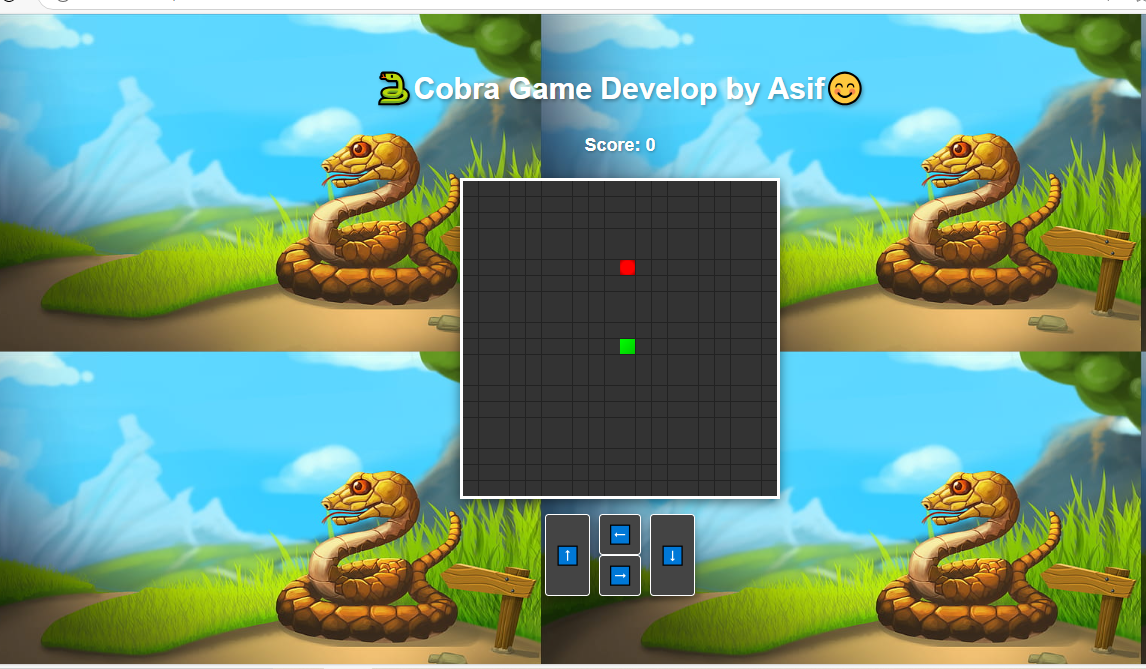 🐍Cobra Game Develop by Asif😊
Score: 0
↑ ← ↓
→